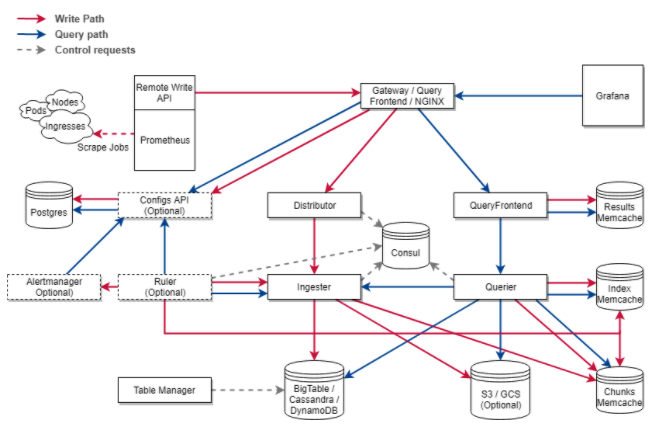 Write Path
Query path
Control requests
Remote Write
API
Prometheus
Gateway / Query
Frontend / NGINX
Grafana
Pods
Nodes
Ingresses
Scrape Jobs
Postgres
Configs API
(Optional)
Distributor
QueryFrontend
Results
Memcache
Consul
Alertmanager
Optional)
Ruler
(Optional)
Ingester
Querier
Index
Memcache
Table Manager
BigTable /
Cassandra /
DynamoDB
S3 / GCS
(Optional)
Chunks
Memcache